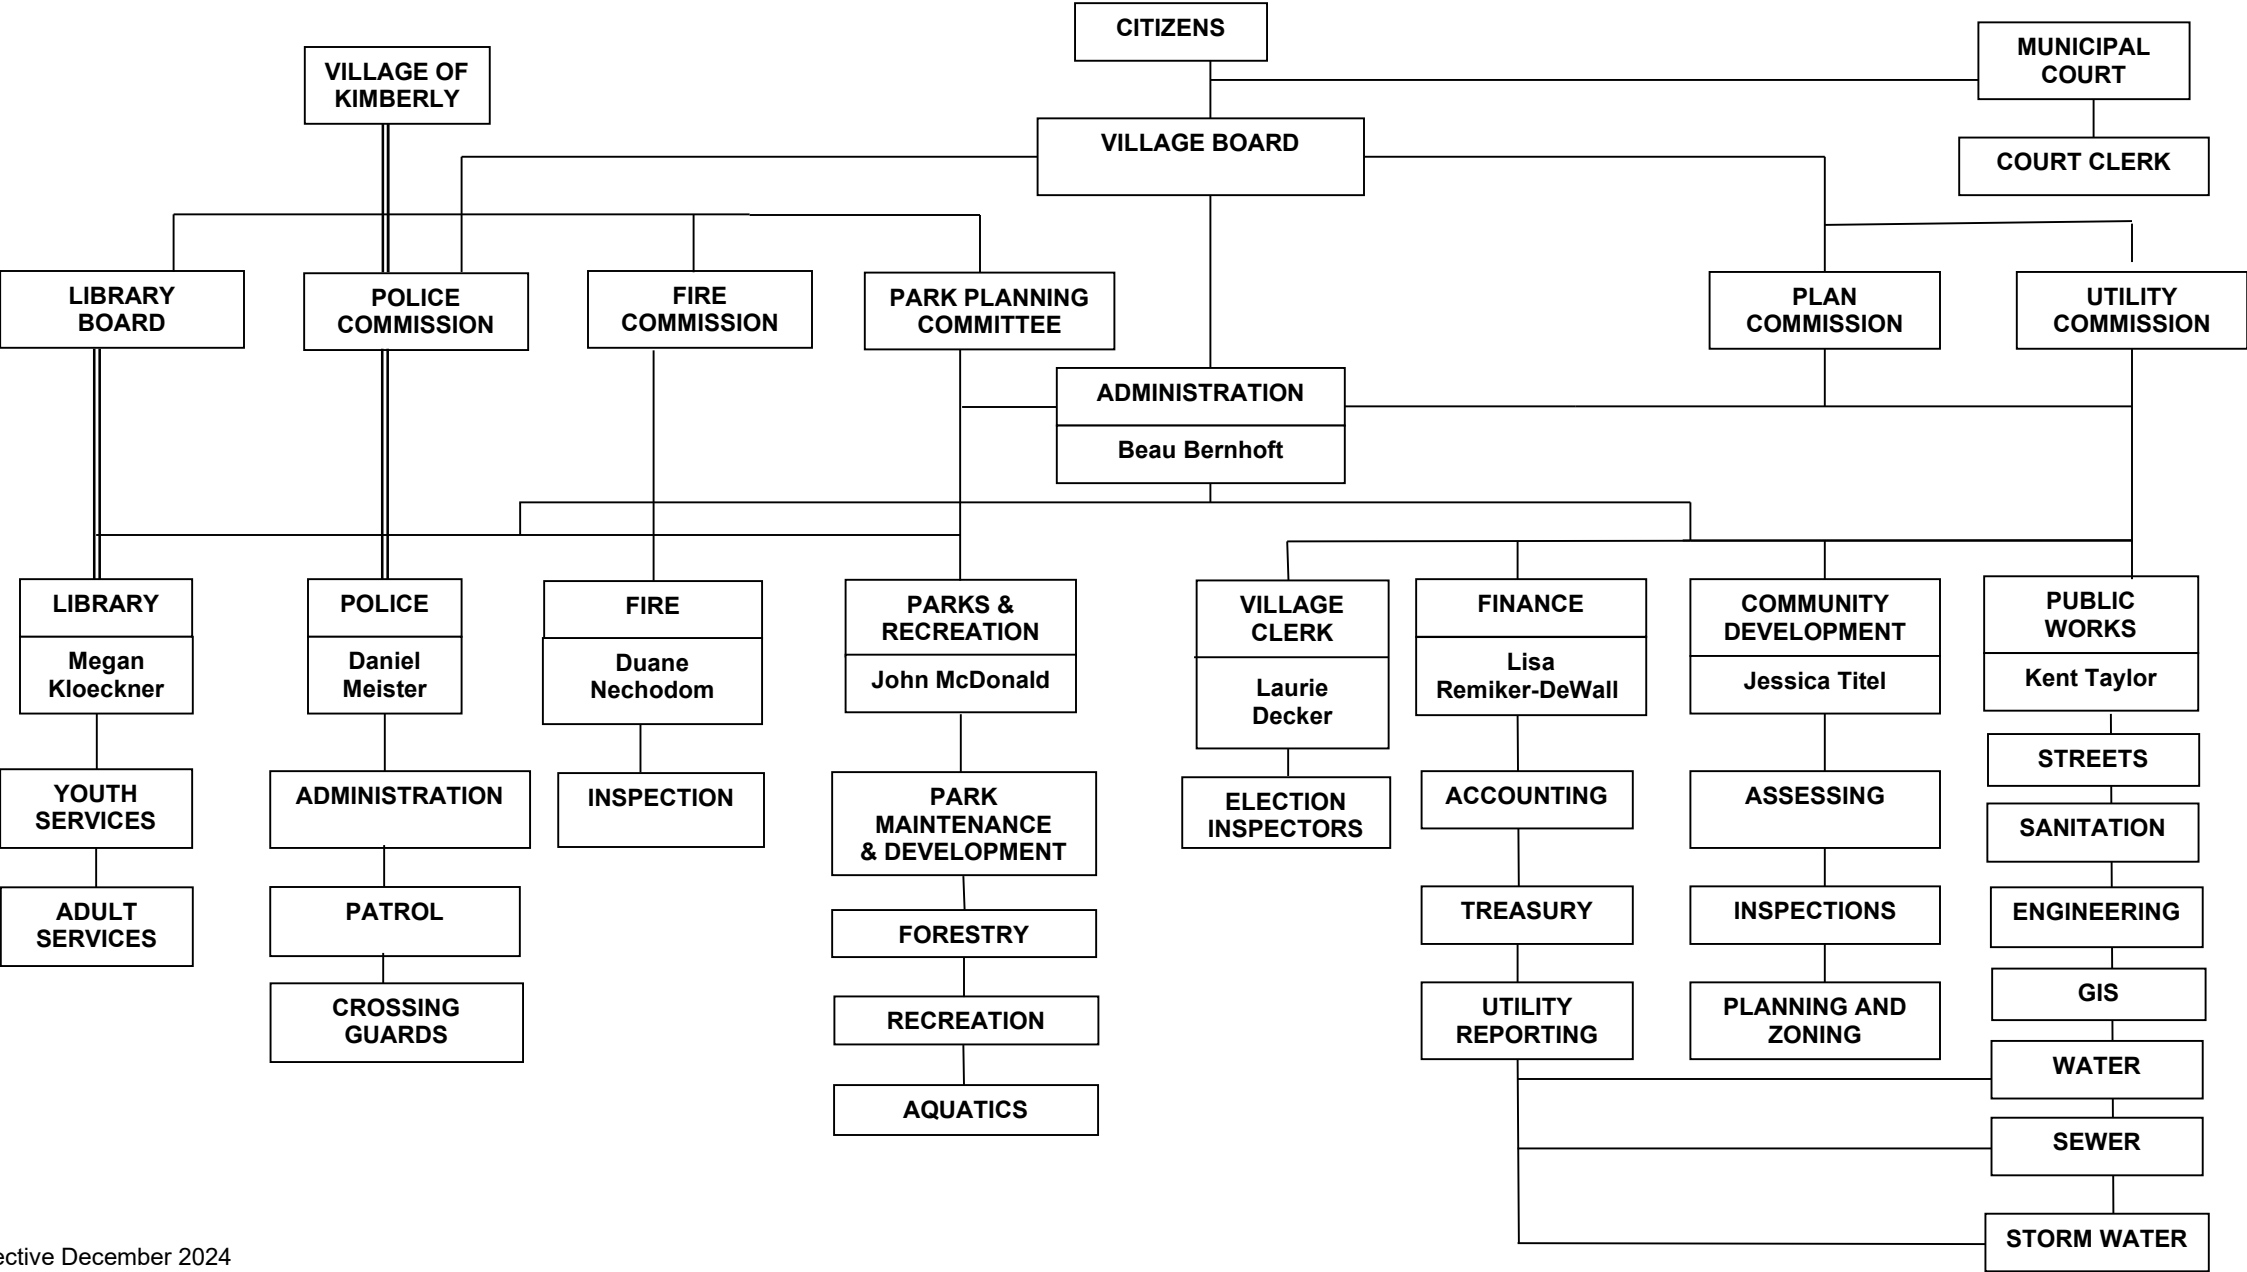 CITIZENS
MUNICIPAL
COURT
VILLAGE OF
KIMBERLY
VILLAGE BOARD
COURT CLERK
LIBRARY
BOARD
POLICE
COMMISSION
FIRE
COMMISSION
PARK PLANNING
COMMITTEE
PLAN
COMMISSION
UTILITY
COMMISSION
ADMINISTRATION
Beau Bernhoft
LIBRARY
Megan
Kloeckner
POLICE
Daniel
Meister
FIRE
Duane
Nechodom
PARKS &
RECREATION
John McDonald
VILLAGE
CLERK
Laurie
Decker
FINANCE
Lisa
Remiker-DeWall
COMMUNITY
DEVELOPMENT
Jessica Titel
PUBLIC
WORKS
Kent Taylor
YOUTH
SERVICES
ADULT
SERVICES
ADMINISTRATION
PATROL
CROSSING
GUARDS
INSPECTION
PARK
MAINTENANCE
& DEVELOPMENT
FORESTRY
RECREATION
AQUATICS
ELECTION
INSPECTORS
ACCOUNTING
TREASURY
UTILITY
REPORTING
ASSESSING
INSPECTIONS
PLANNING AND
ZONING
STREETS
SANITATION
ENGINEERING
GIS
WATER
SEWER
STORM WATER
ective December 2024